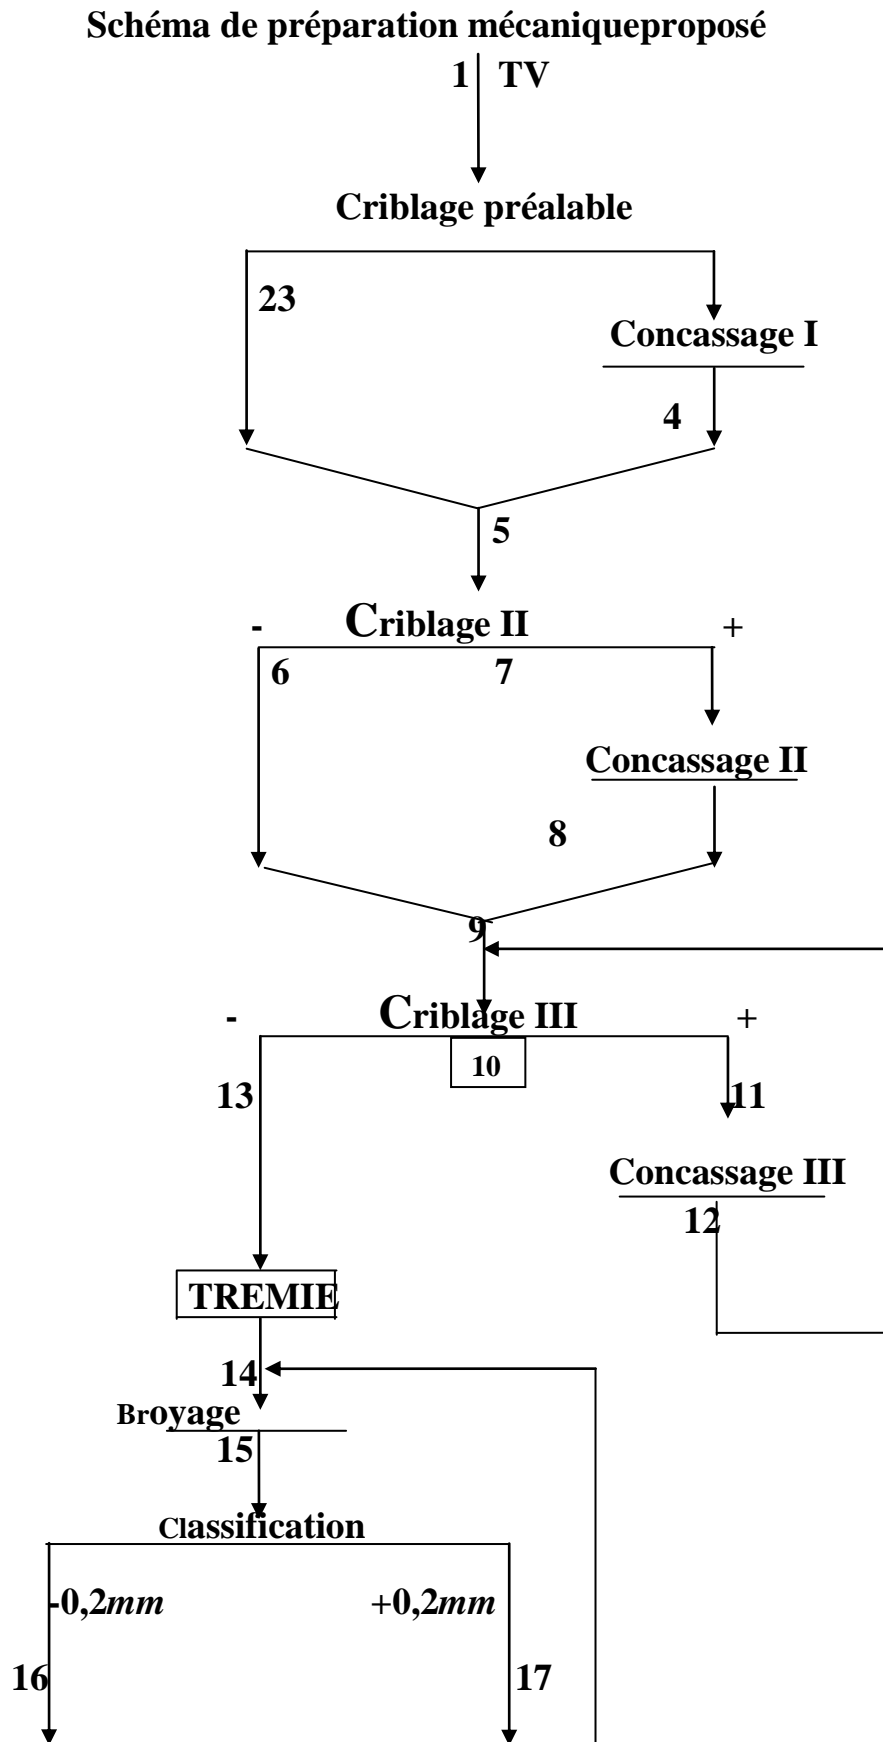 Schéma de préparation mécaniqueproposé
1 TV
Criblage préalable
23
Concassage I
4
5
- Criblage II +
6 7
Concassage II
8
9
- Criblage III +
10
13 11
Concassage III
12
TREMIE
14
Broyage
15
Classification
-0,2mm +0,2mm
16 17